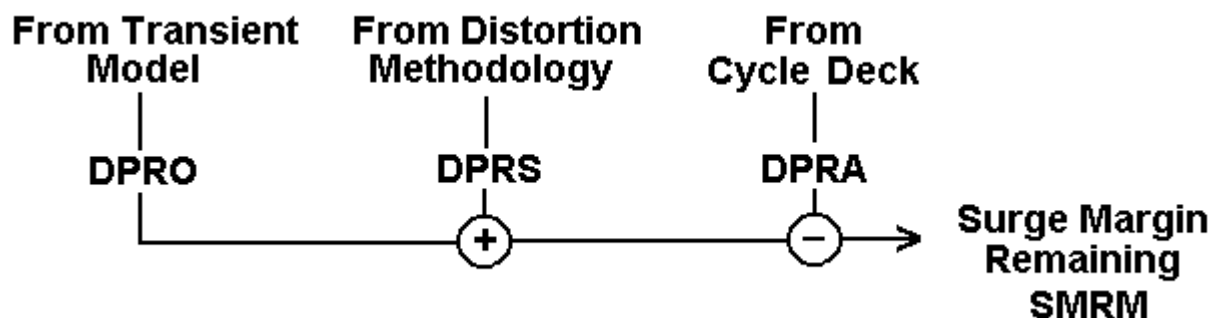 From Transient
Model
From Distortion
Methodology
From
Cycle Deck
DPRO
DPRS
DPRA
+
−
Surge Margin
Remaining
SMRM